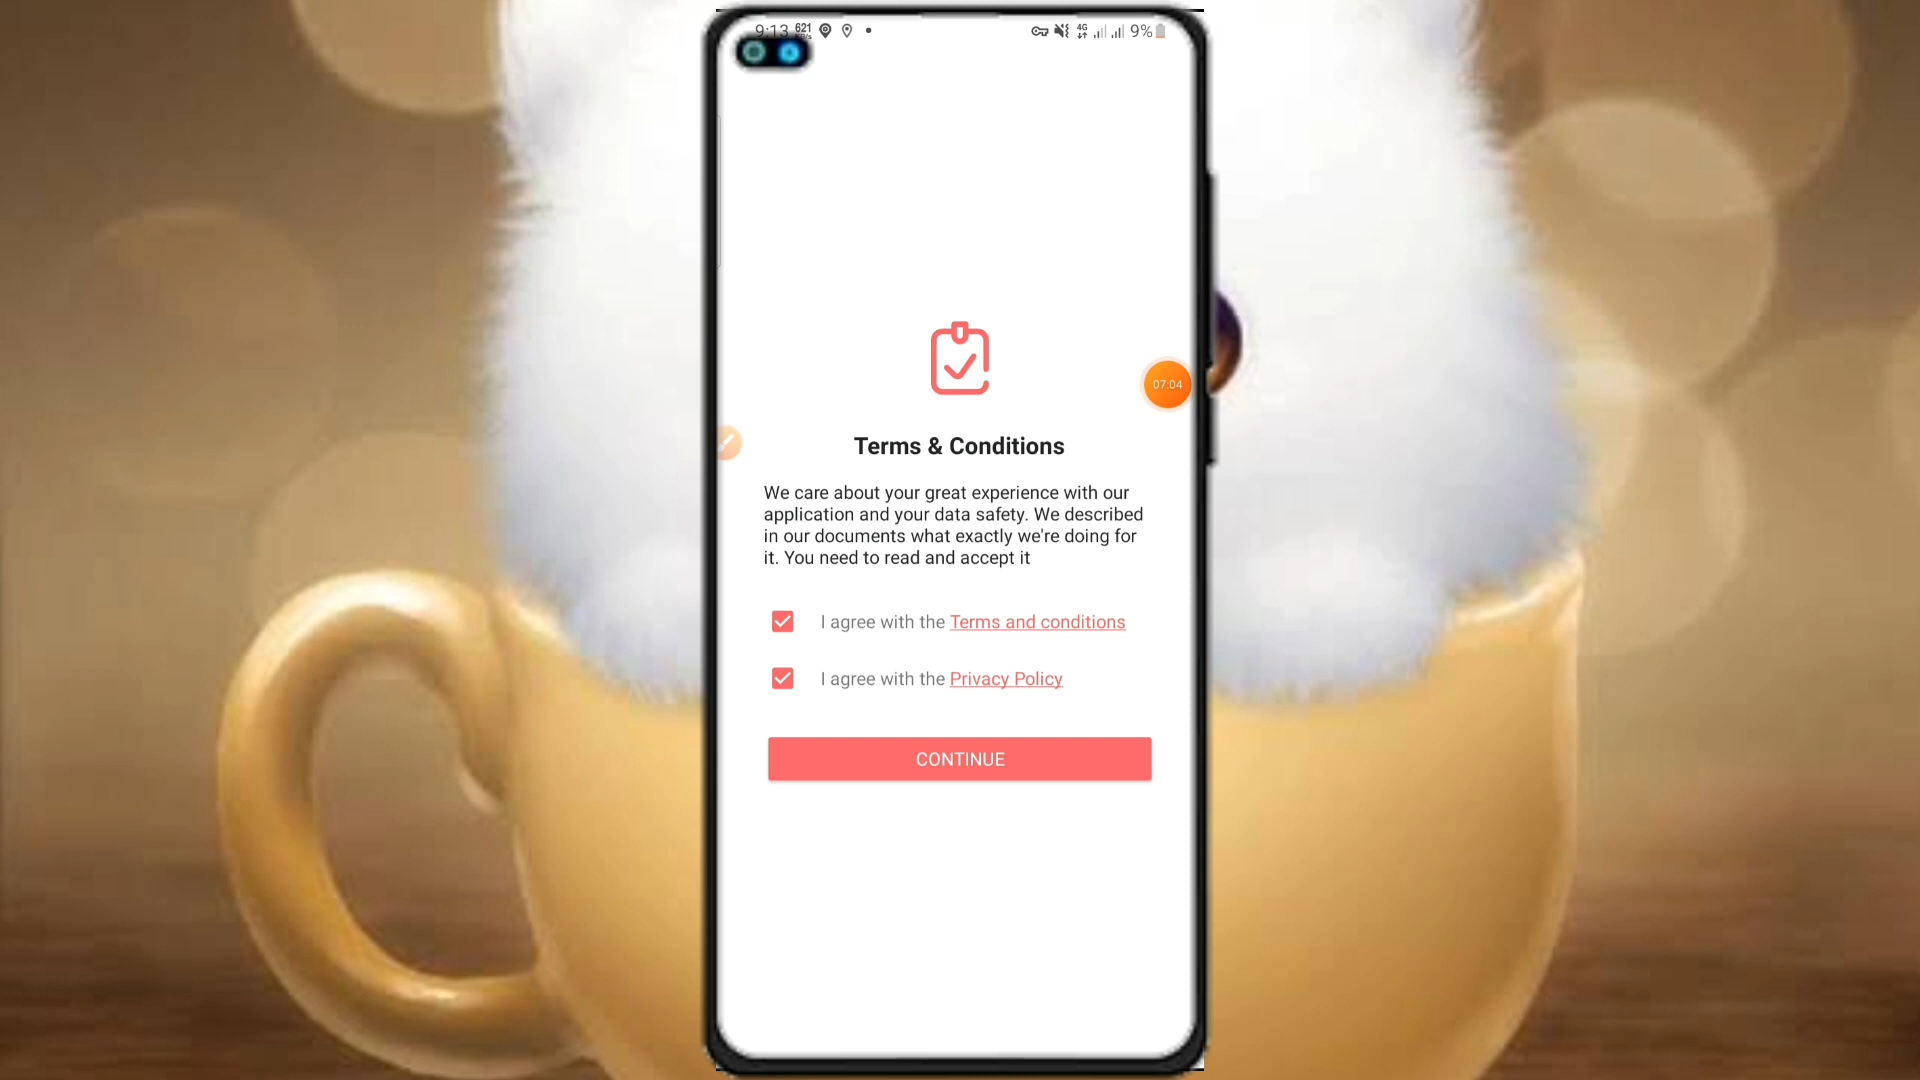 9:13 621
4G 9%
07:04
Terms & Conditions
We care about your great experience with our
application and your data safety. We described
in our documents what exactly we're doing for
it. You need to read and accept it
I agree with the Terms and conditions
I agree with the Privacy Policy
CONTINUE